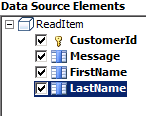 Data Source Elements
ReadItem
CustomerId
Message
FirstName
LastName